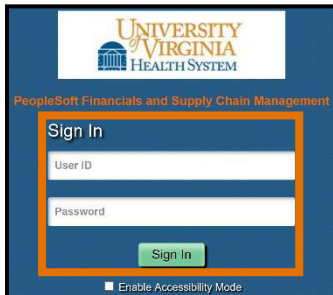 UNIVERSITY
VIRGINIA
HEALTH SYSTEM
PeopleSoft Financials and Supply Chain Management
Sign In
User ID
Password
Sign In
Enable Accessibility Mode